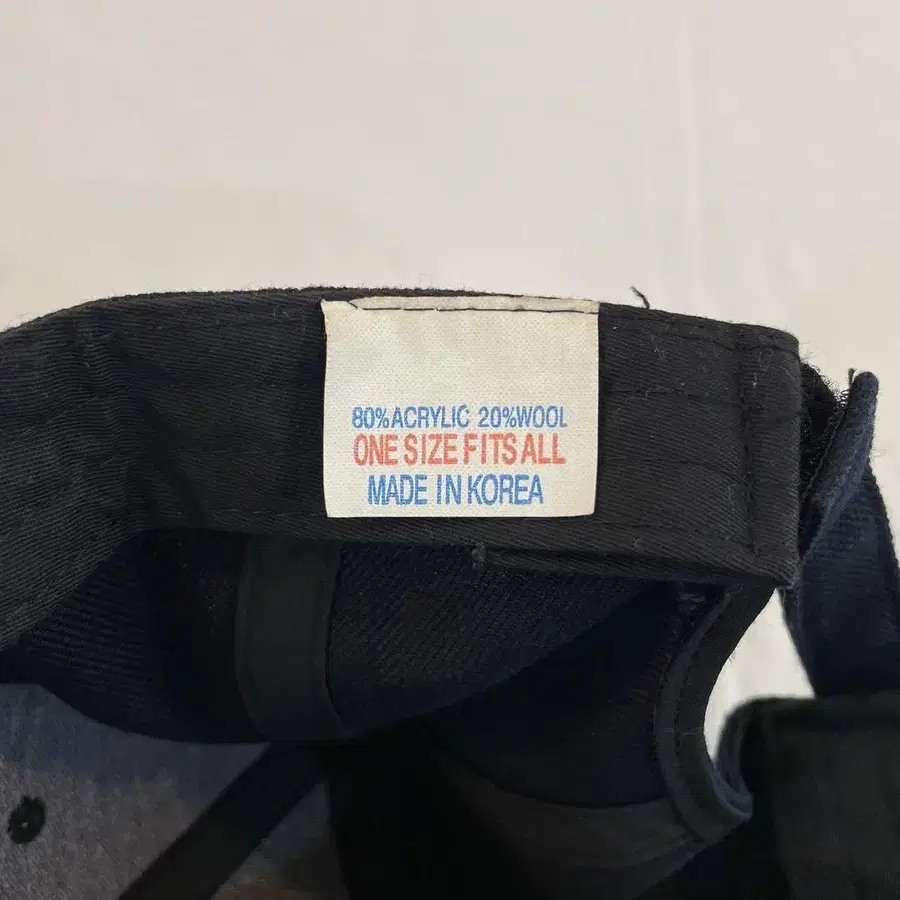 80%ACRYLIC 20%WOOL
ONE SIZE FITS ALL
MADE IN KOREA